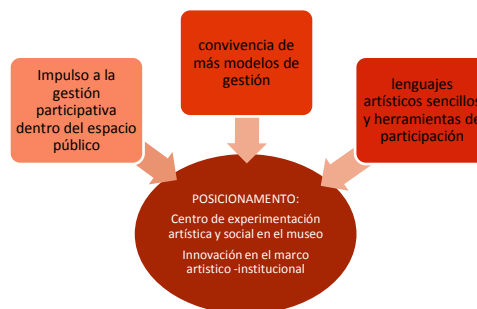 Impulso a la
gestión
participativa
dentro del espacio
público
convivencia de
más modelos de
gestión
lenguajes
artísticos sencillos
y herramientas de
participación
POSICIONAMENTO:
Centro de experimentación
artística y social en el museo
Innovación en el marco
artistico -institucional